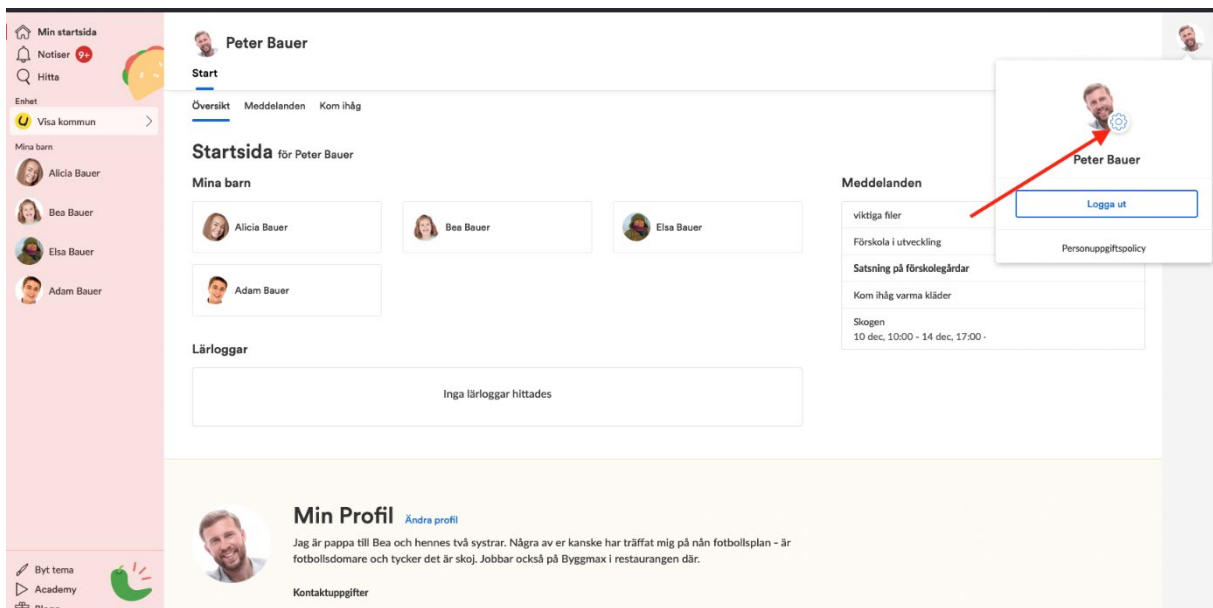 Min startsida
Notiser 9+
Hitta
Enhet
Visa kommun
Mina barn
Alicia Bauer
Bea Bauer
Elsa Bauer
Adam Bauer
Byt tema
Academy
Peter Bauer
Start
Översikt Meddelanden Kom ihåg
Startsida för Peter Bauer
Mina barn
Alicia Bauer
Bea Bauer
Elsa Bauer
Adam Bauer
Lärloggar
Inga lärloggar hittades
Meddelanden
viktiga filer
Förskola i utveckling
Satsning på förskolegårdar
Kom ihåg varma kläder
Skogen
10 dec, 10:00 - 14 dec, 17:00 -
Peter Bauer
Logga ut
Personuppgiftspolicy
Min Profil Ändra profil
Jag är pappa till Bea och hennes två systrar. Några av er kanske har träffat mig på nån fotbollsplan - är
fotbollsdomare och tycker det är skoj. Jobbar också på Byggmax i restaurangen där.
Kontaktuppgifter